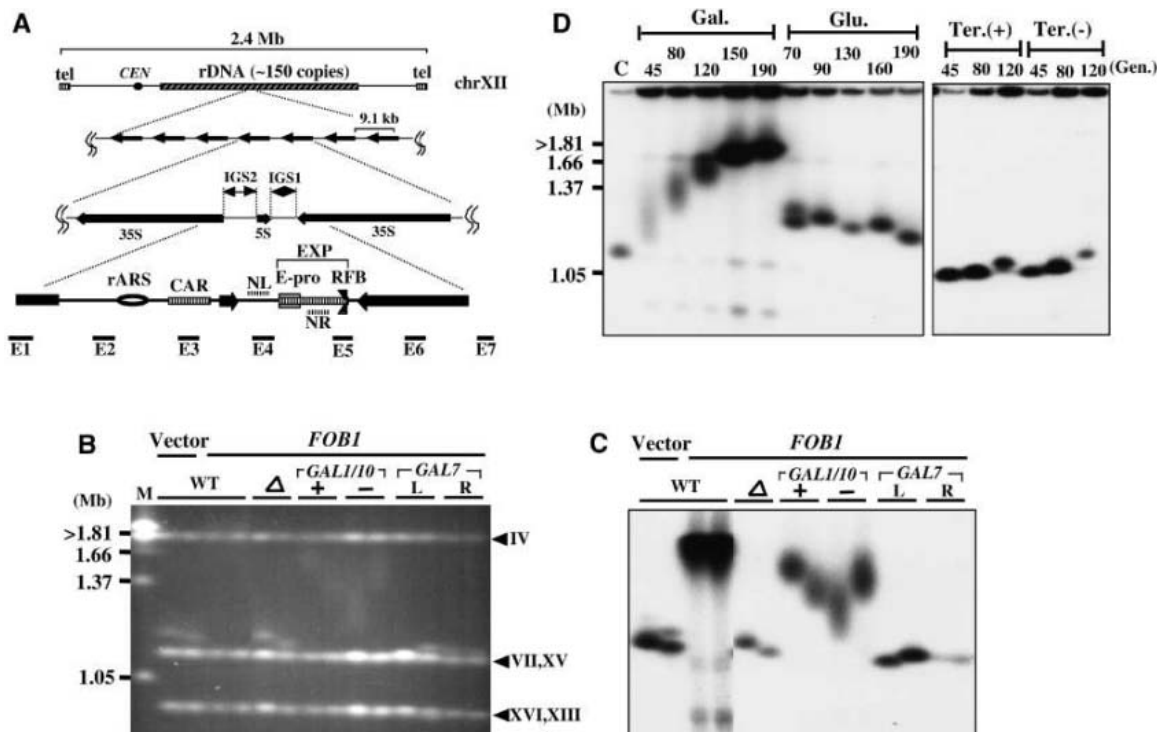 A
2.4 Mb
tel CEN rDNA (~150 copies) tel chrXII
9.1 kb
IGS2 IGS1
35S 5S 35S
EXP
rARS CAR NL E-pro RFB
NR
E1 E2 E3 E4 E5 E6 E7
D
Gal. Glu. Ter.(+) Ter.(-)
80 150 70 130 190
C 45 120 190 90 160 45 80 120 45 80 120 (Gen.)
(Mb)
>1.81
1.66
1.37
1.05
B
Vector FOB1
GAL1/10 GAL7
WT Δ + − L R
(Mb) M
>1.81
1.66
1.37
1.05
IV
VII,XV
XVI,XIII
C
Vector FOB1
GAL1/10 GAL7
WT Δ + − L R